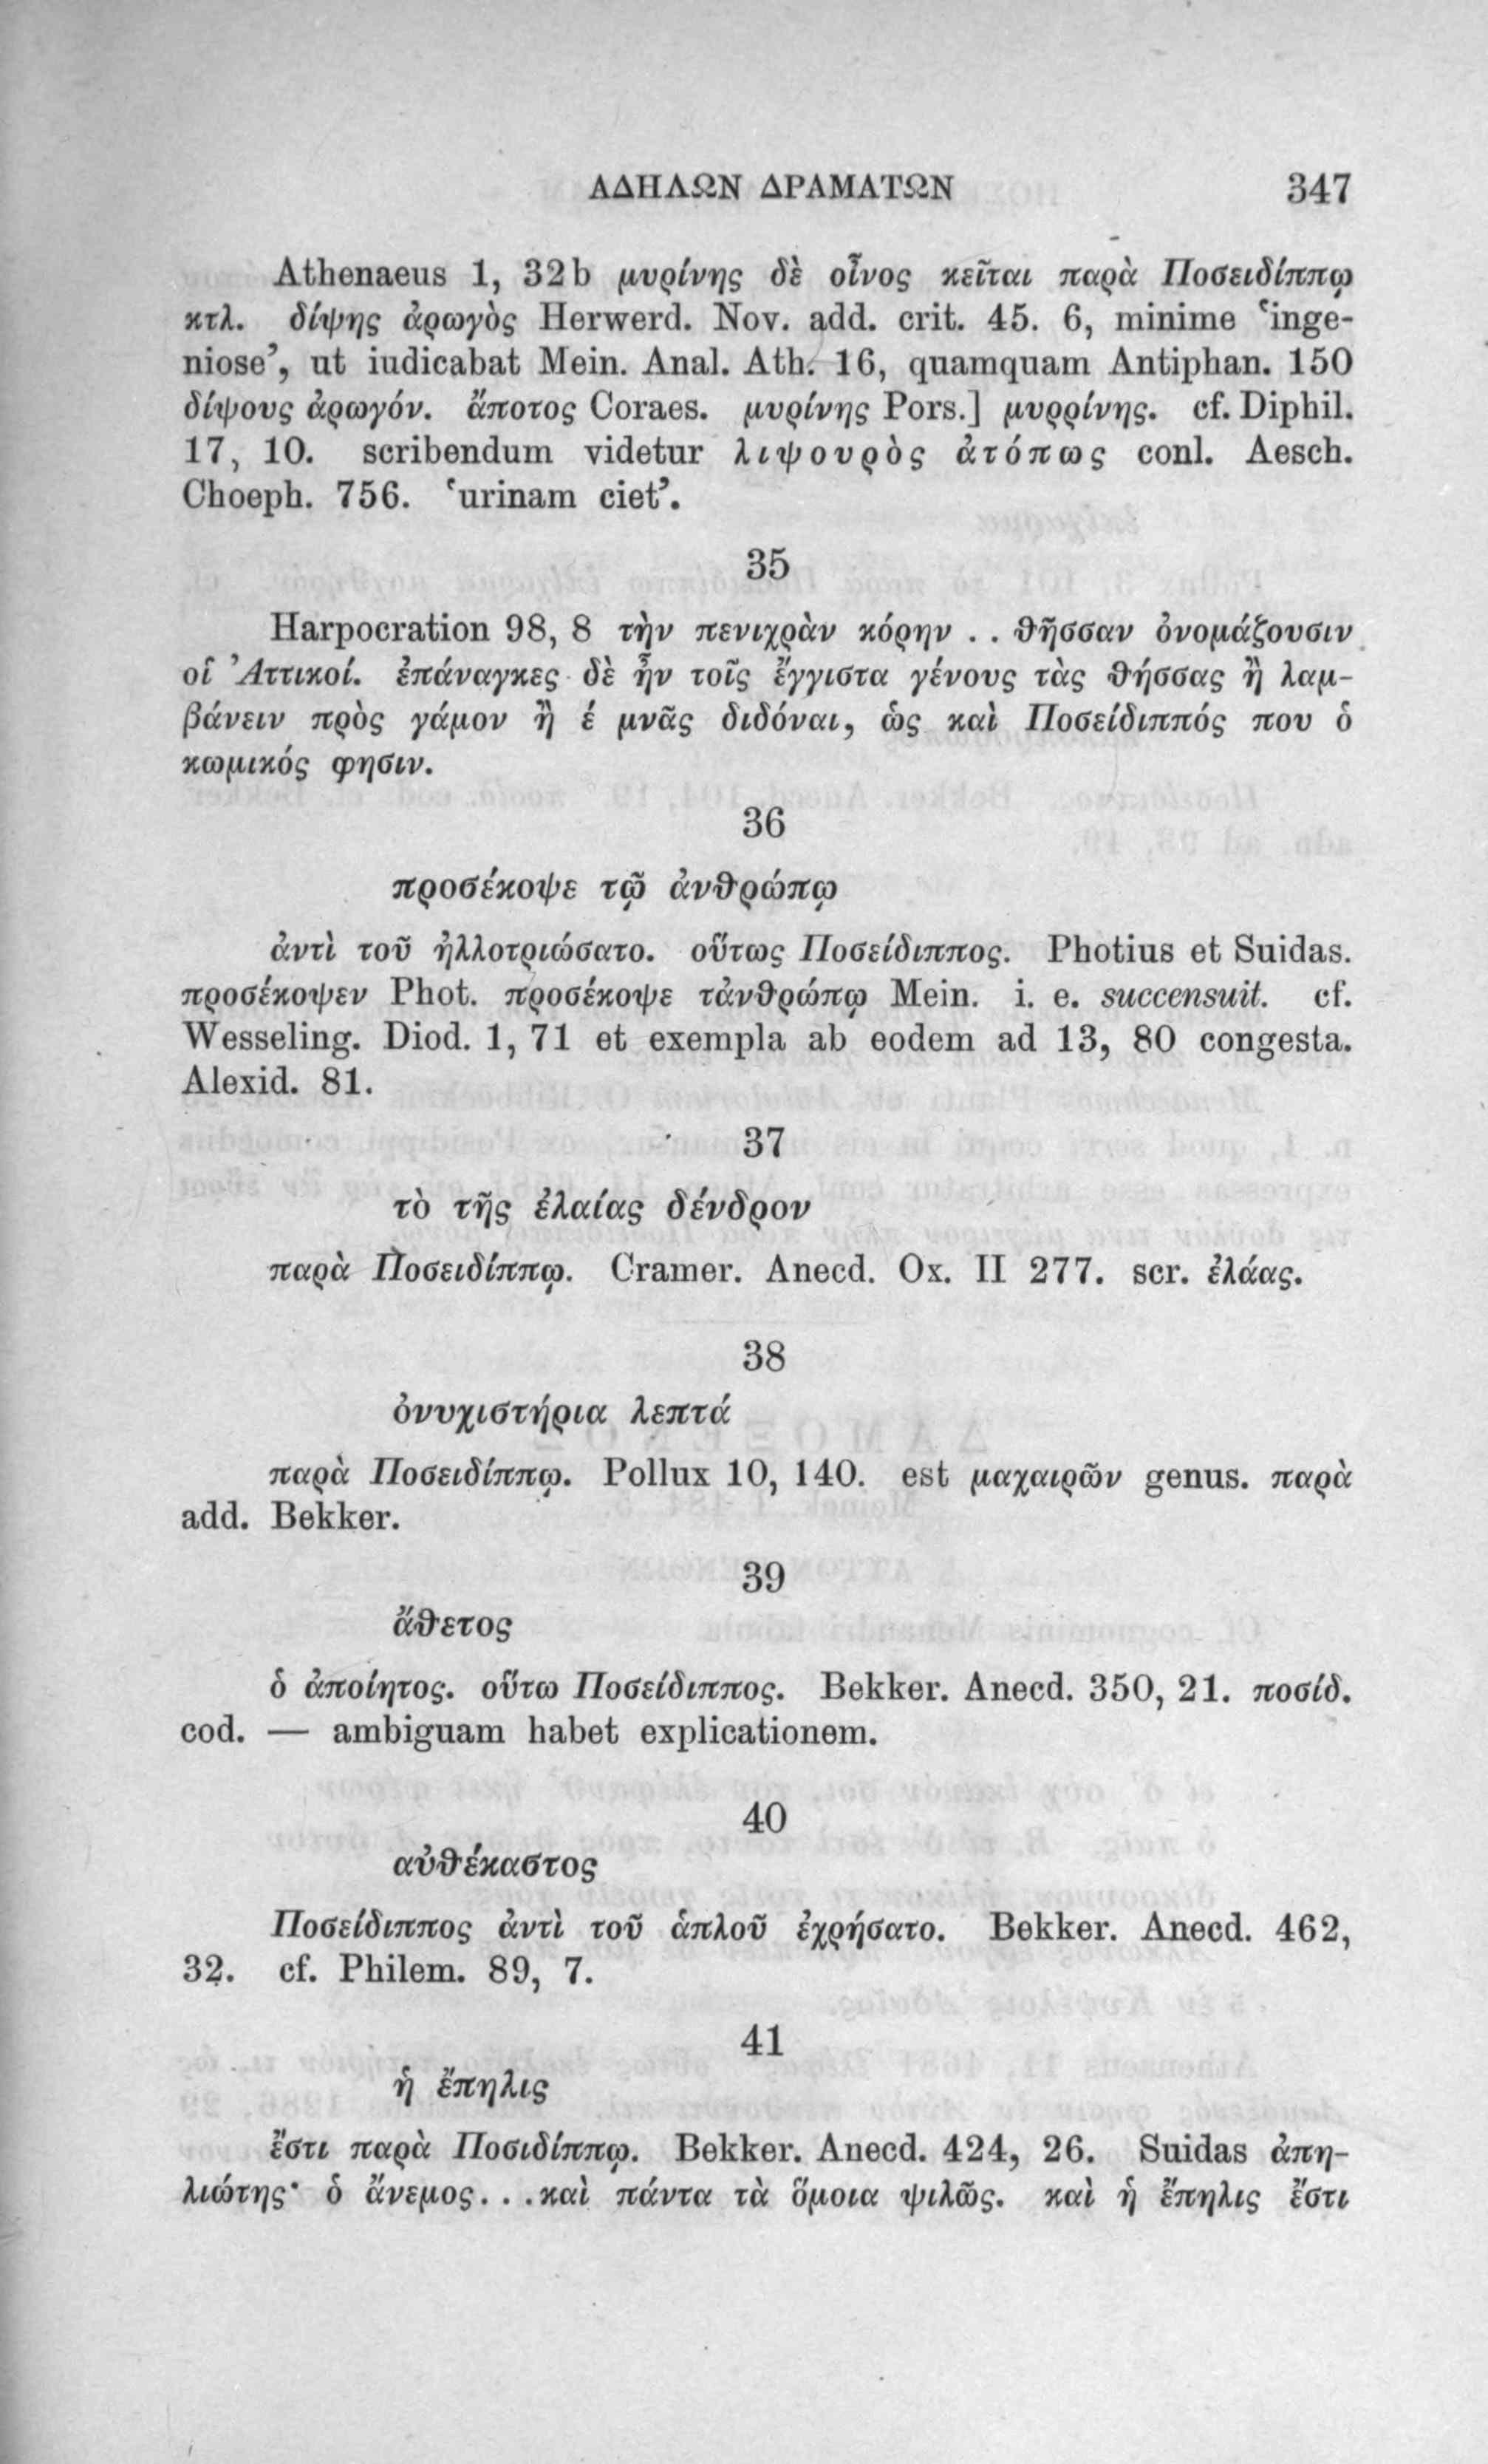 ΑΔΗΛΩΝ ΔΡΑΜΑΤΩΝ 347
Athenaeus 1, 32b μυρίνης δὲ οἶνος κεῖται παρὰ Ποσειδίππῳ
κτλ. δίψης ἀρωγὸς Herwerd. Nov. add. crit. 45. 6, minime ‘inge-
niose’, ut iudicabat Mein. Anal. Ath. 16, quamquam Antiphan. 150
δίψους ἀρωγόν. ἄποτος Coraes. μυρίνης Pors.] μυρρίνης. cf. Diphil.
17, 10. scribendum videtur λιψουρὸς ἀτόπως conl. Aesch.
Choeph. 756. ‘urinam ciet’.
35
Harpocration 98, 8 τὴν πενιχρὰν κόρην . . θῆσσαν ὀνομάζουσιν
οἱ Ἀττικοί. ἐπάναγκες δὲ ἦν τοῖς ἔγγιστα γένους τὰς θήσσας ἢ λαμ-
βάνειν πρὸς γάμον ἢ έ μνᾶς διδόναι, ὡς καὶ Ποσείδιππός που ὁ
κωμικός φησιν.
36
προσέκοψε τῷ ἀνθρώπῳ
ἀντὶ τοῦ ἠλλοτριώσατο. οὕτως Ποσείδιππος. Photius et Suidas.
προσέκοψεν Phot. προσέκοψε τἀνθρώπῳ Mein. i. e. succensuit. cf.
Wesseling. Diod. 1, 71 et exempla ab eodem ad 13, 80 congesta.
Alexid. 81.
37
τὸ τῆς ἐλαίας δένδρον
παρὰ Ποσειδίππῳ. Cramer. Anecd. Ox. II 277. scr. ἐλάας.
38
ὀνυχιστήρια λεπτά
παρὰ Ποσειδίππῳ. Pollux 10, 140. est μαχαιρῶν genus. παρὰ
add. Bekker.
39
ἄθετος
ὁ ἀποίητος. οὕτω Ποσείδιππος. Bekker. Anecd. 350, 21. ποσίδ.
cod. — ambiguam habet explicationem.
40
αὐθέκαστος
Ποσείδιππος ἀντὶ τοῦ ἁπλοῦ ἐχρήσατο. Bekker. Anecd. 462,
32. cf. Philem. 89, 7.
41
ἡ ἔπηλις
ἔστι παρὰ Ποσιδίππῳ. Bekker. Anecd. 424, 26. Suidas ἀπη-
λιώτης· ὁ ἄνεμος. . .καὶ πάντα τὰ ὅμοια ψιλῶς. καὶ ἡ ἔπηλις ἔστι